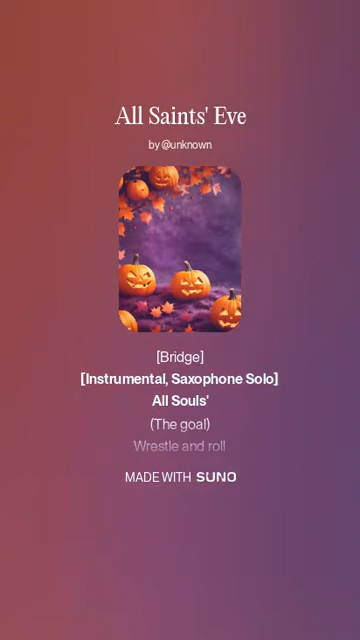 All Saints' Eve
by @unknown
[Bridge]
[Instrumental, Saxophone Solo]
All Souls'
(The goal)
Wrestle and roll
MADE WITH SUNO